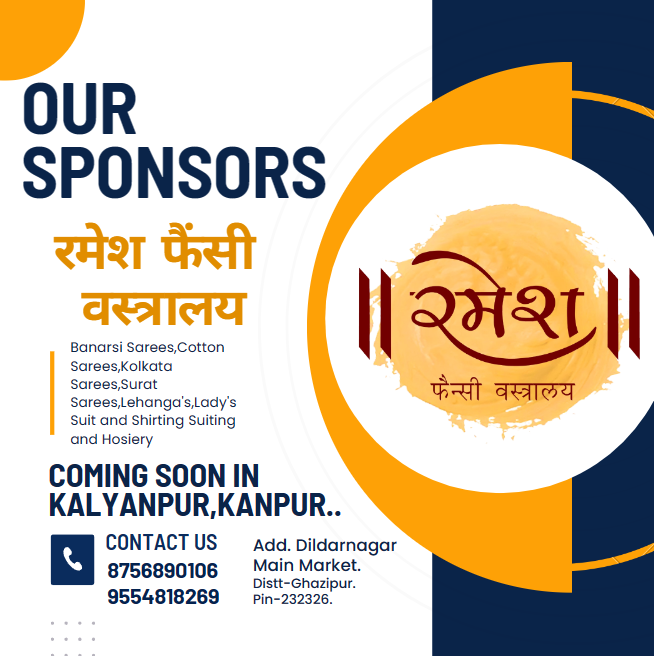 OUR
SPONSORS
रमेश फैंसी
वस्त्रालय
Banarsi Sarees,Cotton
Sarees,Kolkata
Sarees,Surat
Sarees,Lehanga's,Lady's
Suit and Shirting Suiting
and Hosiery
COMING SOON IN
KALYANPUR,KANPUR..
CONTACT US
8756890106
9554818269
Add. Dildarnagar
Main Market.
Distt-Ghazipur.
Pin-232326.
॥ रमेश ॥
फैन्सी वस्त्रालय